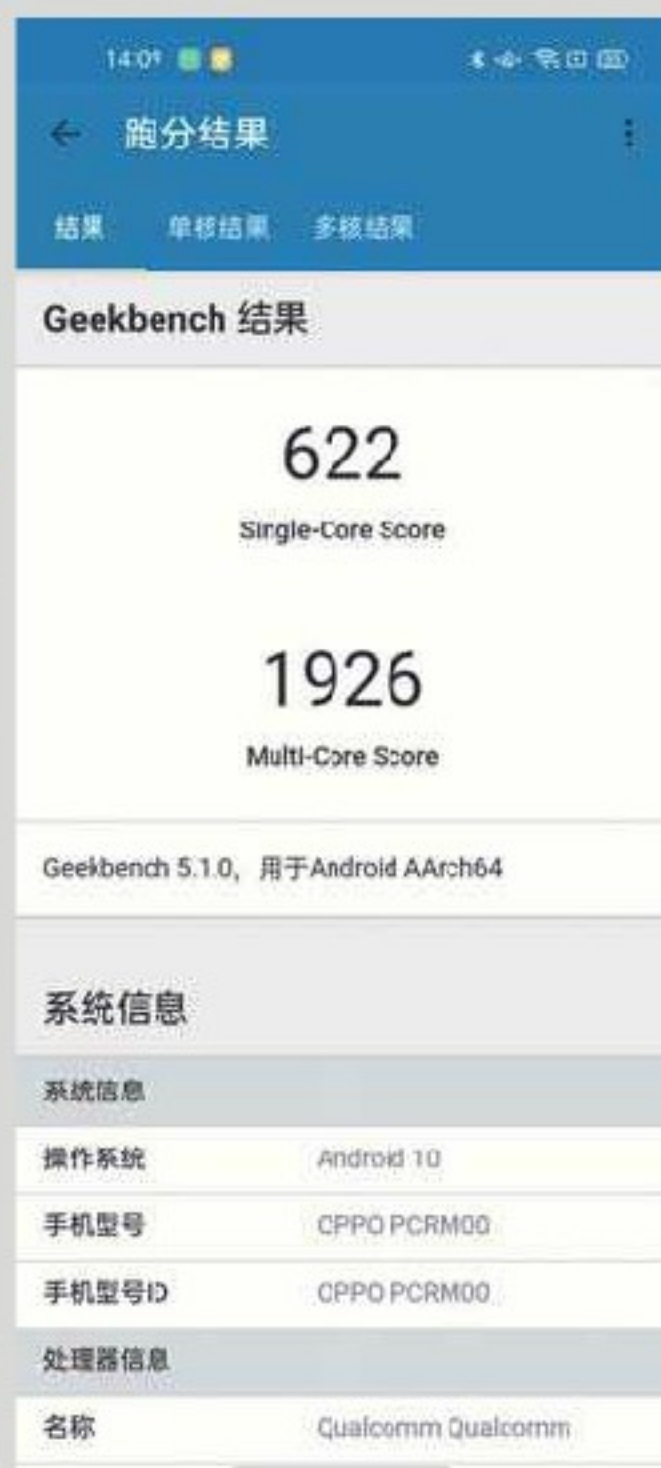 14:09
跑分结果
结果 单核结果 多核结果
Geekbench 结果
622
Single-Core Score
1926
Multi-Core Score
Geekbench 5.1.0，用于Android AArch64
系统信息
系统信息
操作系统 Android 10
手机型号 OPPO PCRM00
手机型号ID OPPO PCRM00
处理器信息
名称 Qualcomm Qualcomm